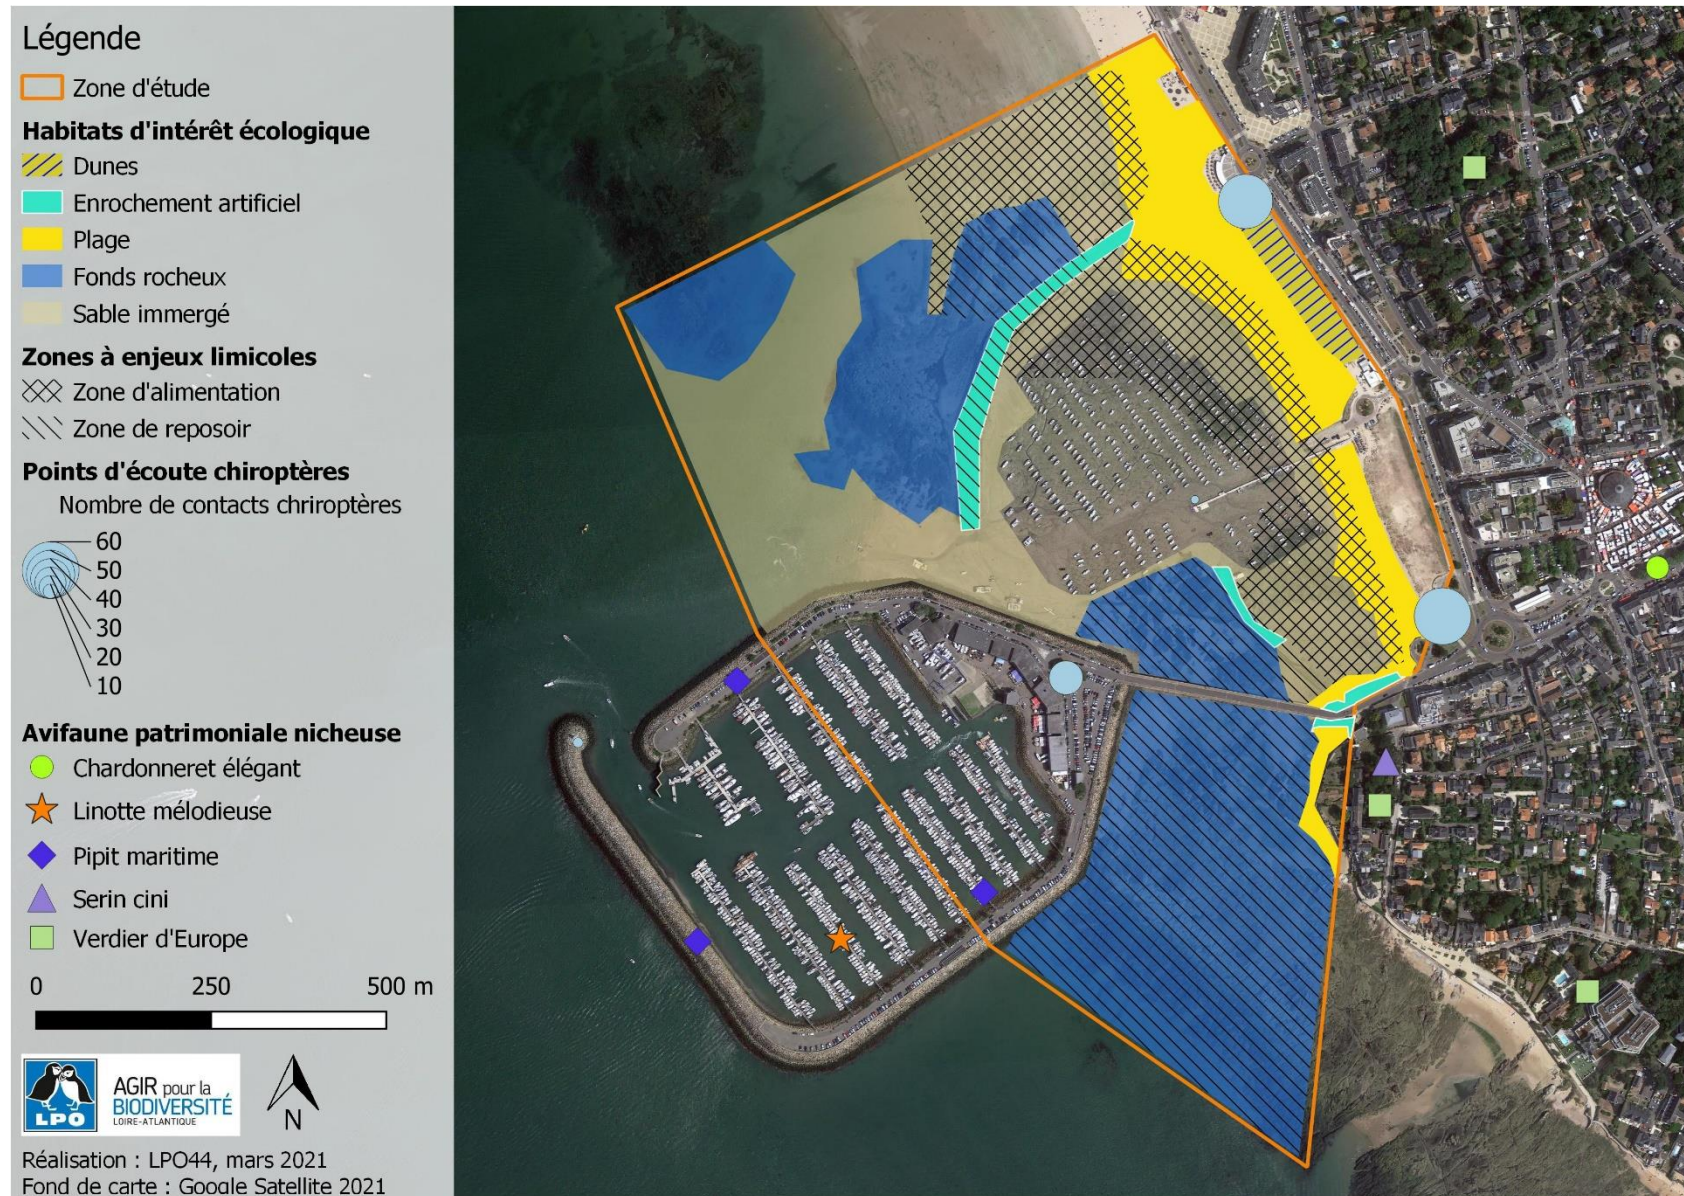 Légende
Zone d'étude
Habitats d'intérêt écologique
Dunes
Enrochement artificiel
Plage
Fonds rocheux
Sable immergé
Zones à enjeux limicoles
Zone d'alimentation
Zone de reposoir
Points d'écoute chiroptères
Nombre de contacts chriroptères
60
50
40
30
20
10
Avifaune patrimoniale nicheuse
Chardonneret élégant
Linotte mélodieuse
Pipit maritime
Serin cini
Verdier d'Europe
0 250 500 m
LPO
AGIR pour la
BIODIVERSITÉ
LOIRE-ATLANTIQUE
N
Réalisation : LPO44, mars 2021
Fond de carte : Google Satellite 2021